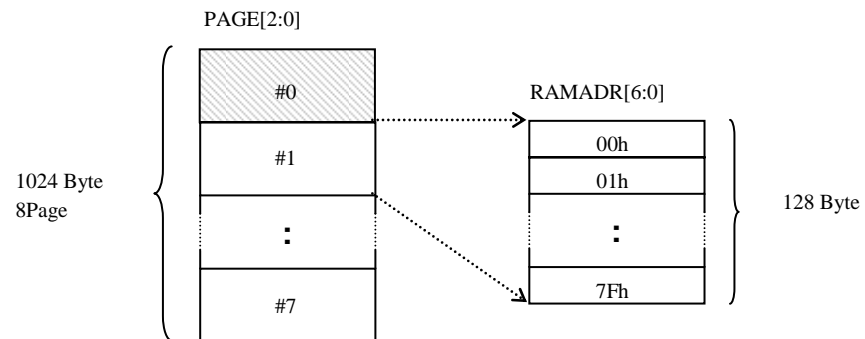 PAGE[2:0]
#0
#1
:
#7
1024 Byte
8Page
RAMADR[6:0]
00h
01h
:
7Fh
128 Byte